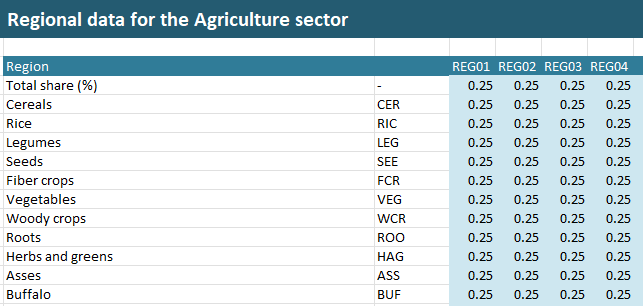 Regional data for the Agriculture sector
Region REG01 REG02 REG03 REG04
Total share (%) - 0.25 0.25 0.25 0.25
Cereals CER 0.25 0.25 0.25 0.25
Rice RIC 0.25 0.25 0.25 0.25
Legumes LEG 0.25 0.25 0.25 0.25
Seeds SEE 0.25 0.25 0.25 0.25
Fiber crops FCR 0.25 0.25 0.25 0.25
Vegetables VEG 0.25 0.25 0.25 0.25
Woody crops WCR 0.25 0.25 0.25 0.25
Roots ROO 0.25 0.25 0.25 0.25
Herbs and greens HAG 0.25 0.25 0.25 0.25
Asses ASS 0.25 0.25 0.25 0.25
Buffalo BUF 0.25 0.25 0.25 0.25